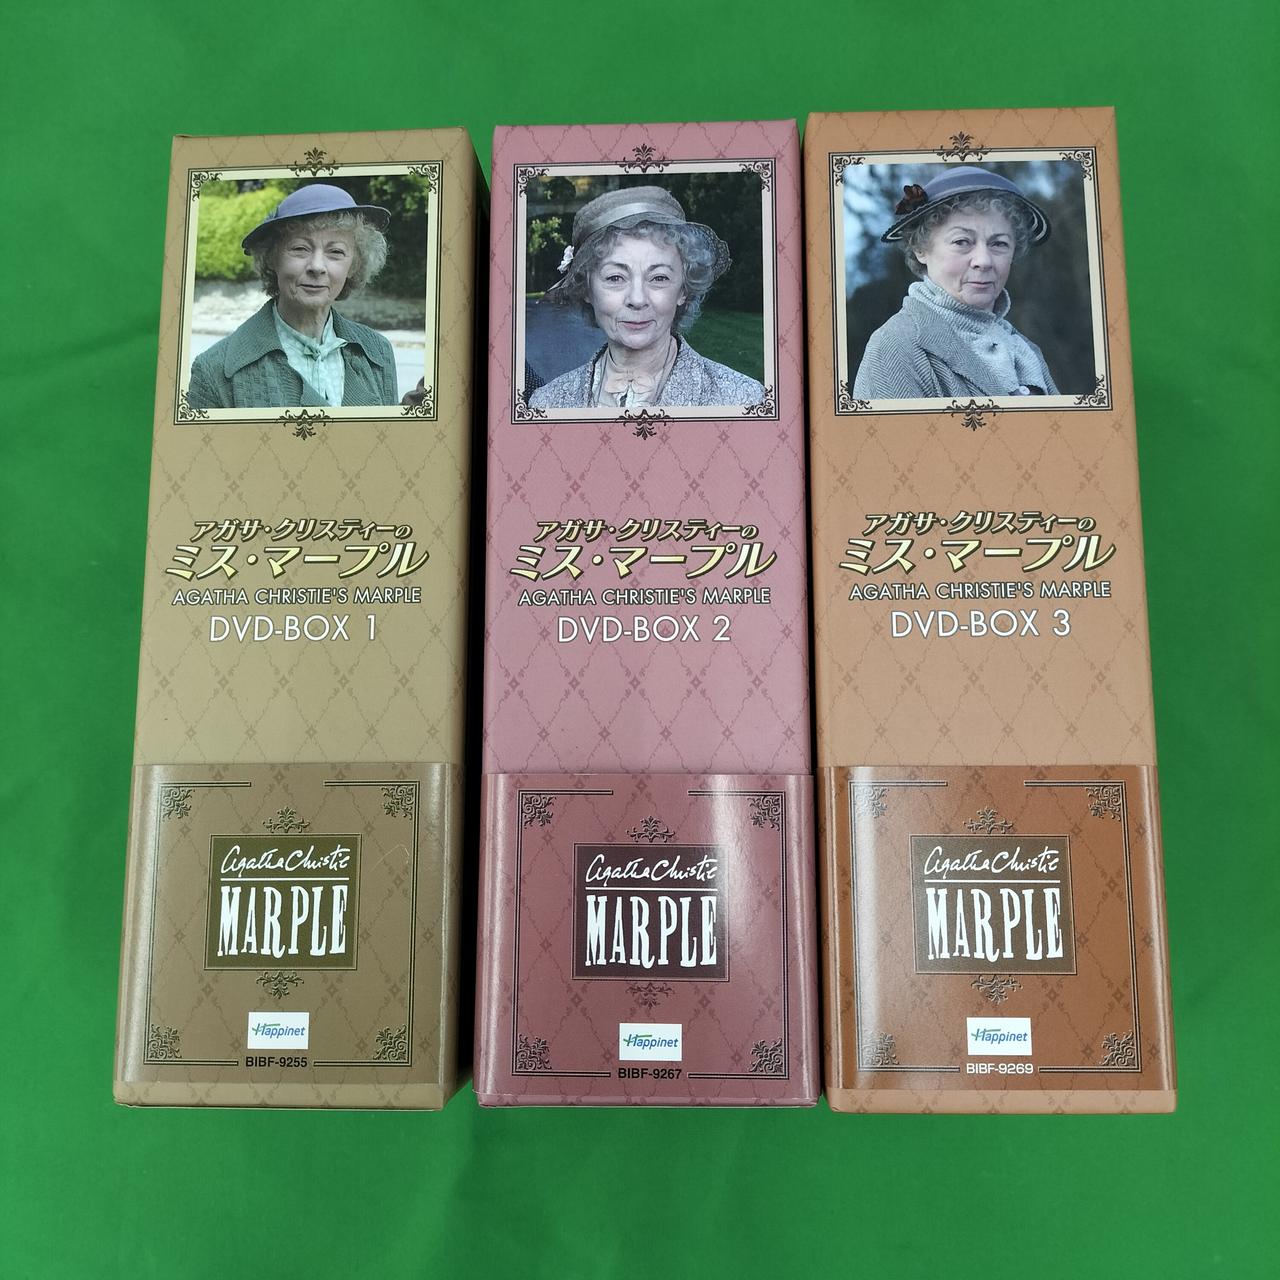 アガサ・クリスティーの
ミス・マープル
AGATHA CHRISTIE'S MARPLE
DVD-BOX 1
Agatha Christie
MARPLE
Happinet
BIBF-9255
アガサ・クリスティーの
ミス・マープル
AGATHA CHRISTIE'S MARPLE
DVD-BOX 2
Agatha Christie
MARPLE
Happinet
BIBF-9267
アガサ・クリスティーの
ミス・マープル
AGATHA CHRISTIE'S MARPLE
DVD-BOX 3
Agatha Christie
MARPLE
Happinet
BIBF-9269